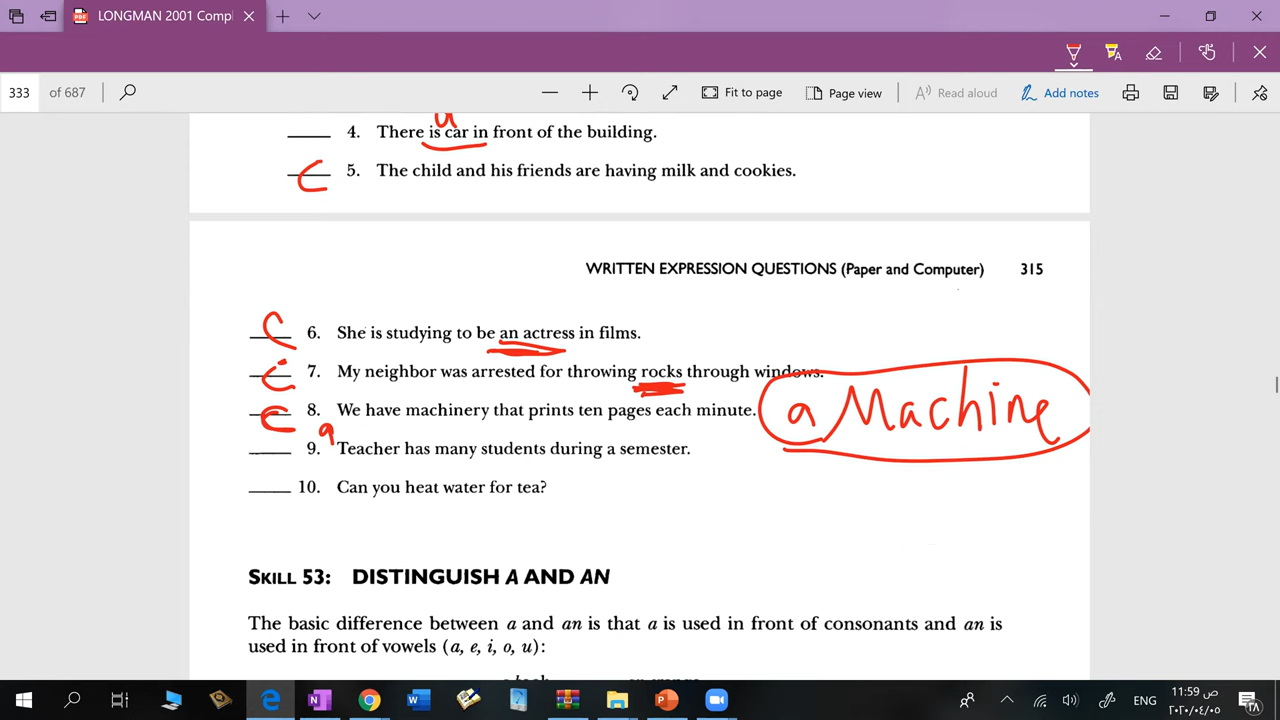 LONGMAN 2001 Compl
333 of 687
Fit to page
Page view
Read aloud
Add notes
a
4. There is car in front of the building.
C 5. The child and his friends are having milk and cookies.
WRITTEN EXPRESSION QUESTIONS (Paper and Computer) 315
C 6. She is studying to be an actress in films.
7. My neighbor was arrested for throwing rocks through windows.
8. We have machinery that prints ten pages each minute.
a Machine
a
9. Teacher has many students during a semester.
10. Can you heat water for tea?
SKILL 53: DISTINGUISH A AND AN
The basic difference between a and an is that a is used in front of consonants and an is
used in front of vowels (a, e, i, o, u):
ENG
11:59 ص